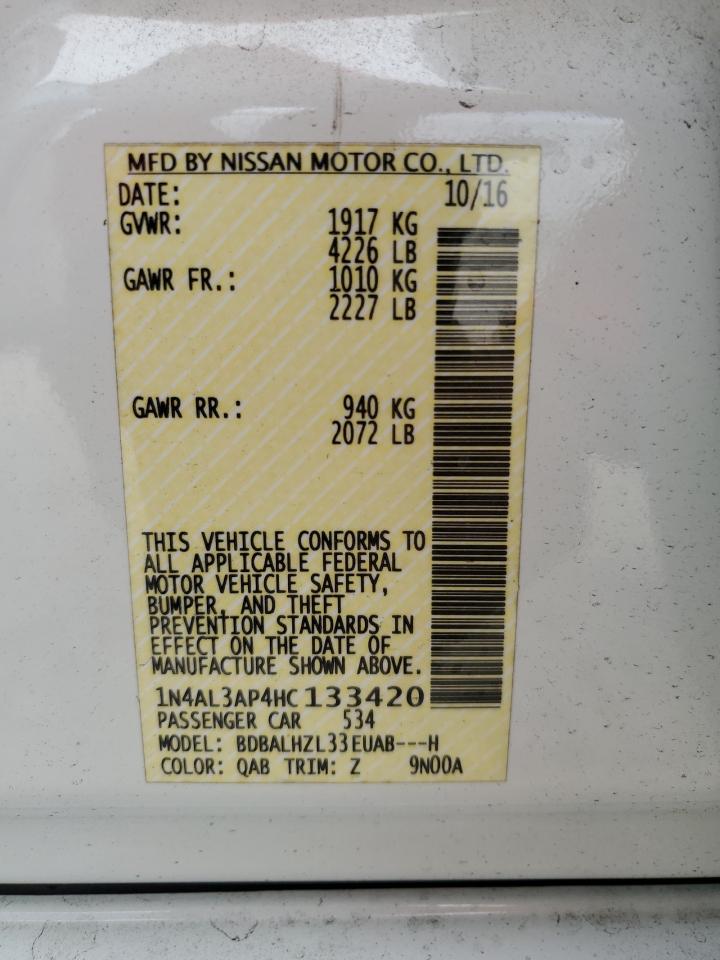 MFD BY NISSAN MOTOR CO., LTD.
DATE: 10/16
GVWR: 1917 KG
4226 LB
GAWR FR.: 1010 KG
2227 LB
GAWR RR.: 940 KG
2072 LB
THIS VEHICLE CONFORMS TO
ALL APPLICABLE FEDERAL
MOTOR VEHICLE SAFETY,
BUMPER, AND THEFT
PREVENTION STANDARDS IN
EFFECT ON THE DATE OF
MANUFACTURE SHOWN ABOVE.
1N4AL3AP4HC133420
PASSENGER CAR 534
MODEL: BDBALHZL33EUAB---H
COLOR: QAB TRIM: Z 9N00A